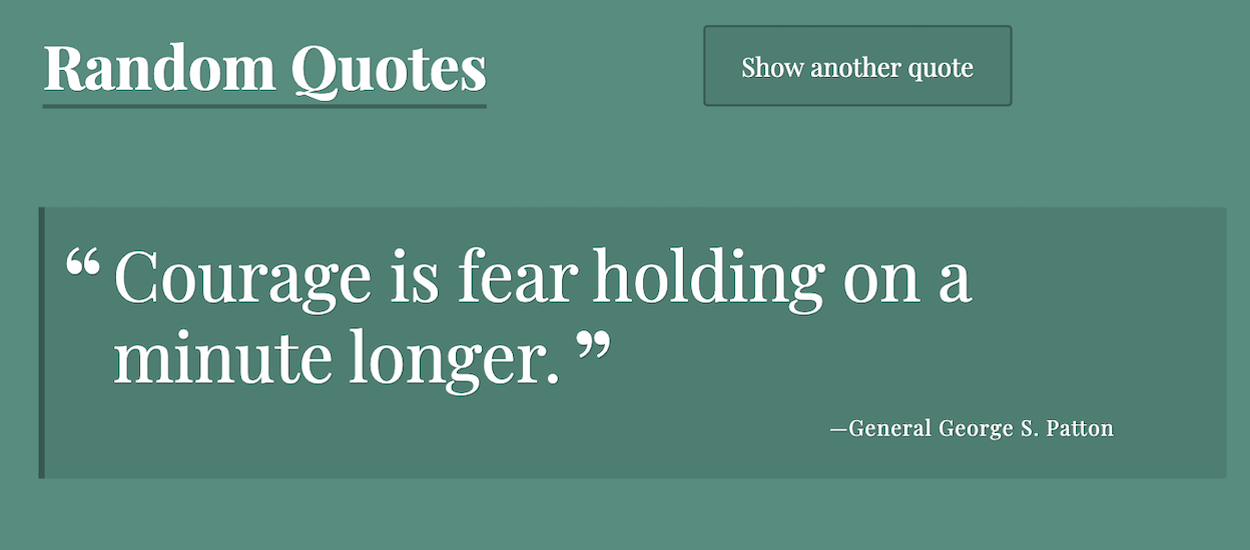 Random Quotes
Show another quote
“ Courage is fear holding on a
minute longer. ”
—General George S. Patton